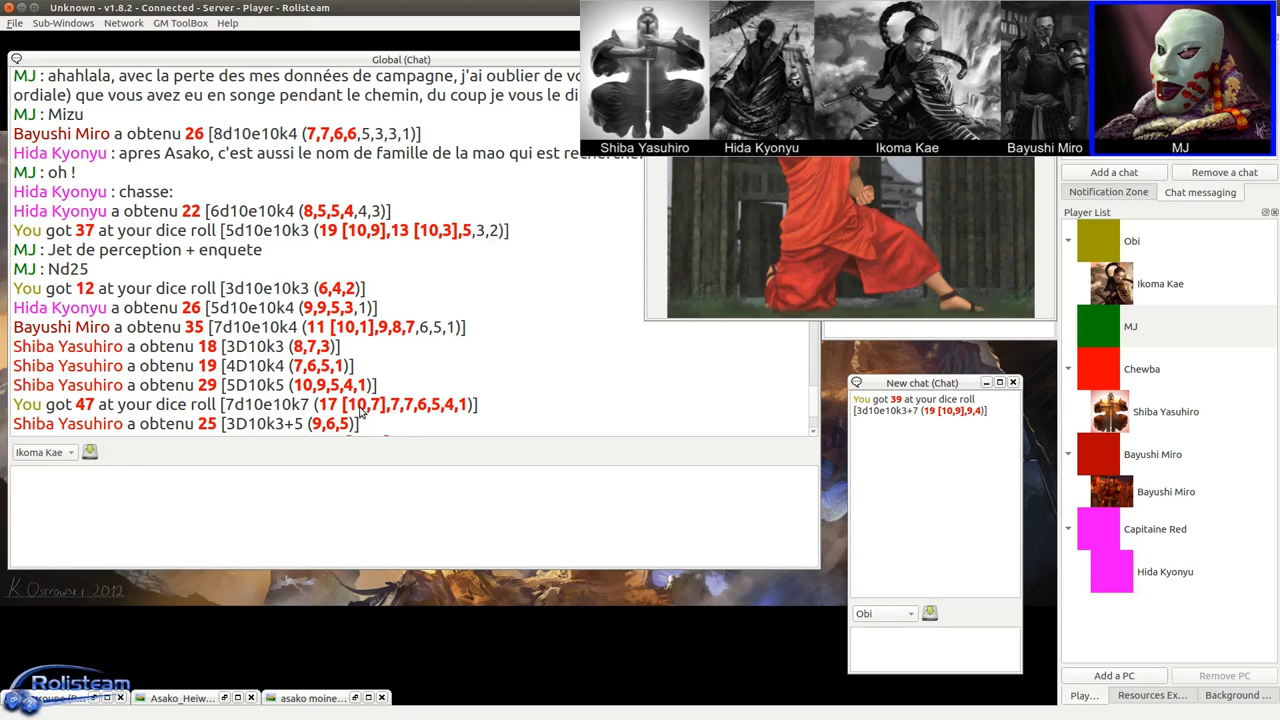 Unknown - v1.8.2 - Connected - Server - Player - Rolisteam
File Sub-Windows Network GM ToolBox Help
Global (Chat)
MJ : ahahlala, avec la perte des mes données de campagne, j'ai oublier de vo
ordiale) que vous avez eu en songe pendant le chemin, du coup je vous le di
MJ : Mizu
Bayushi Miro a obtenu 26 [8d10e10k4 (7,7,6,6,5,3,3,1)]
Hida Kyonyu : apres Asako, c'est aussi le nom de famille de la mao qui est recherc
MJ : oh !
Hida Kyonyu : chasse:
Hida Kyonyu a obtenu 22 [6d10e10k4 (8,5,5,4,4,3)]
You got 37 at your dice roll [5d10e10k3 (19 [10,9],13 [10,3],5,3,2)]
MJ : Jet de perception + enquete
MJ : Nd25
You got 12 at your dice roll [3d10e10k3 (6,4,2)]
Hida Kyonyu a obtenu 26 [5d10e10k4 (9,9,5,3,1)]
Bayushi Miro a obtenu 35 [7d10e10k4 (11 [10,1],9,8,7,6,5,1)]
Shiba Yasuhiro a obtenu 18 [3D10k3 (8,7,3)]
Shiba Yasuhiro a obtenu 19 [4D10k4 (7,6,5,1)]
Shiba Yasuhiro a obtenu 29 [5D10k5 (10,9,5,4,1)]
You got 47 at your dice roll [7d10e10k7 (17 [10,7],7,7,6,5,4,1)]
Shiba Yasuhiro a obtenu 25 [3D10k3+5 (9,6,5)]
Ikoma Kae
Shiba Yasuhiro
Hida Kyonyu
Ikoma Kae
Bayushi Miro
MJ
Add a chat Remove a chat
Notification Zone Chat messaging
Player List
Obi
Ikoma Kae
MJ
Chewba
Shiba Yasuhiro
Bayushi Miro
Bayushi Miro
Capitaine Red
Hida Kyonyu
New chat (Chat)
You got 39 at your dice roll
[3d10e10k3+7 (19 [10,9],9,4)]
Obi
K. Ostrowski 2012
Rolisteam
Asako_Heiw... asako moine...
Add a PC Remove PC
Play... Resources Ex... Background ...